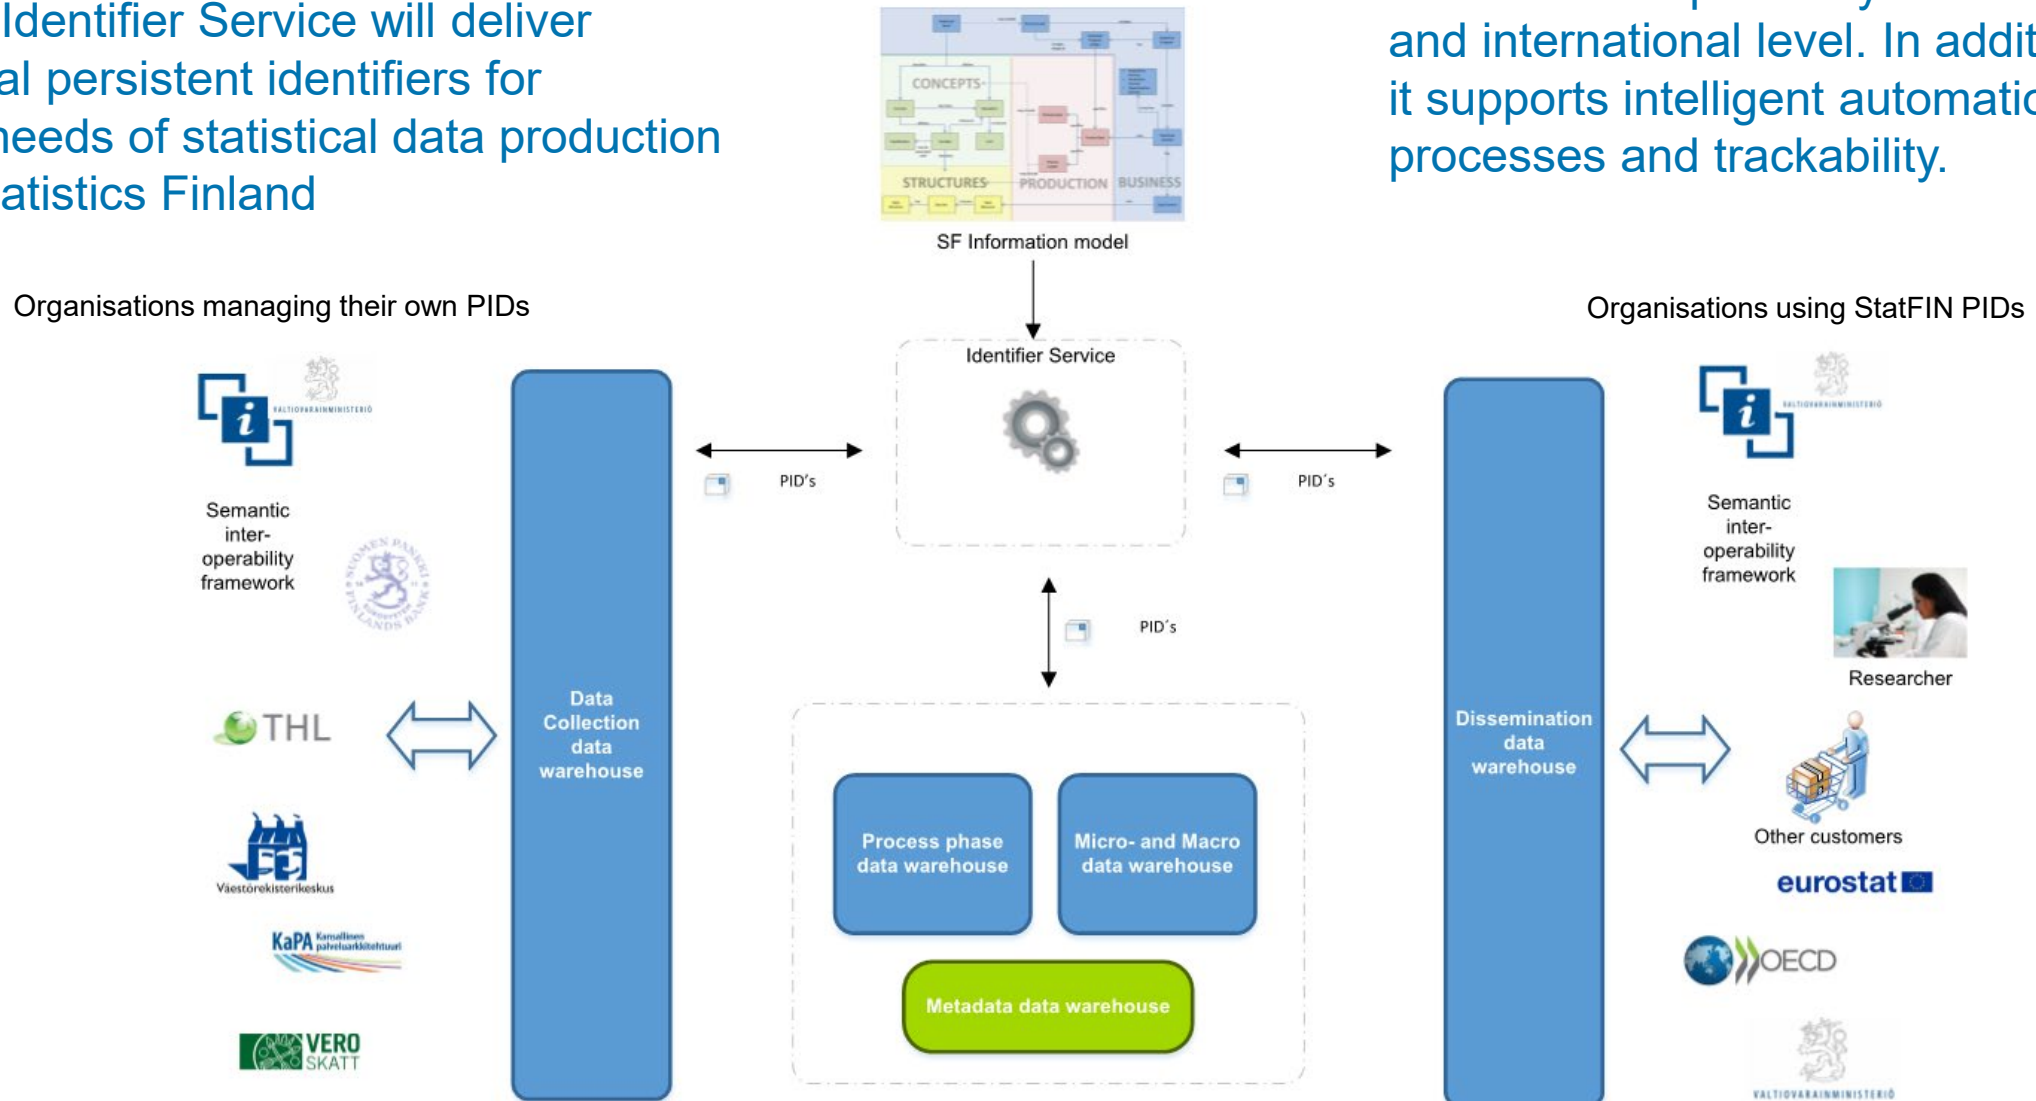 Identifier Service will deliver
al persistent identifiers for
needs of statistical data production
atistics Finland
and international level. In addit
it supports intelligent automatic
processes and trackability.
CONCEPTS
STRUCTURES
PRODUCTION
BUSINESS
SF Information model
Organisations managing their own PIDs
Organisations using StatFIN PIDs
Identifier Service
i
VALTIOVARAINMINISTERIÖ
Semantic
inter-
operability
framework
SUOMEN PANKKI
FINLANDS BANK
EUROSYSTEM
THL
Väestörekisterikeskus
KaPA Kansallinen
palveluarkkitehtuuri
VERO
SKATT
Data
Collection
data
warehouse
PID's
PID´s
PID´s
Process phase
data warehouse
Micro- and Macro
data warehouse
Metadata data warehouse
Dissemination
data
warehouse
i
VALTIOVARAINMINISTERIÖ
Semantic
inter-
operability
framework
Researcher
Other customers
eurostat
OECD
VALTIOVARAINMINISTERIÖ